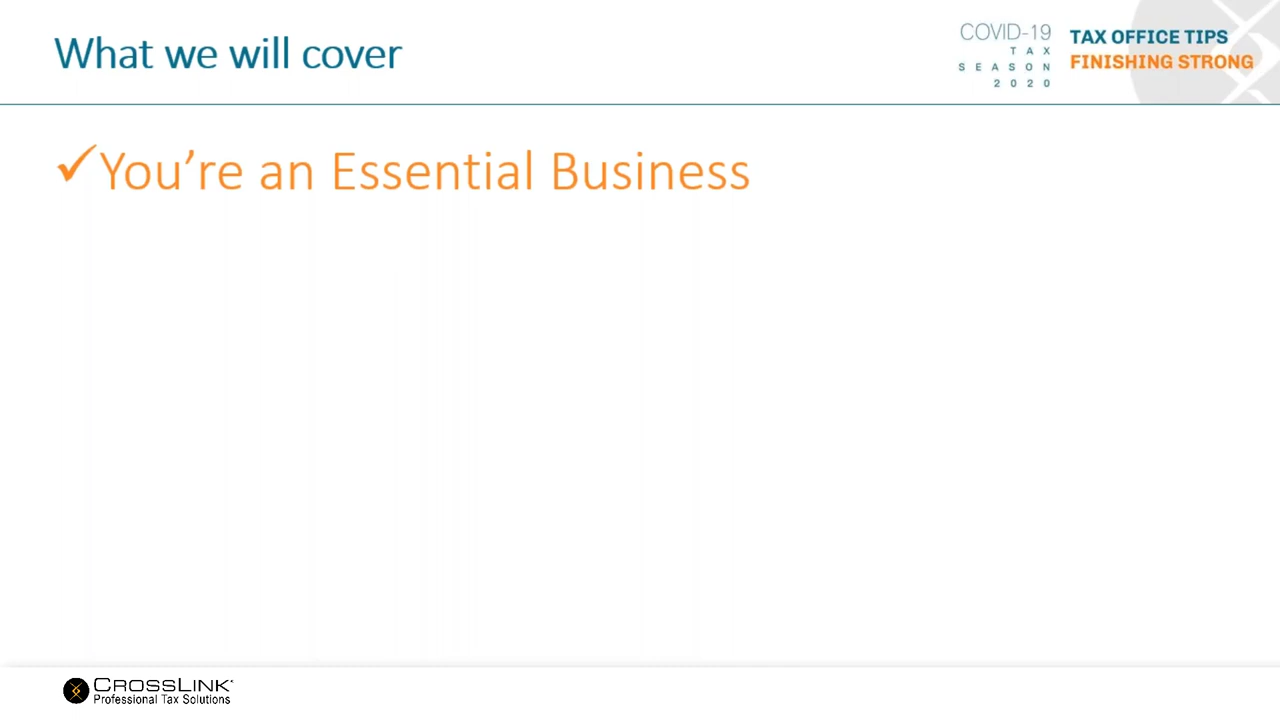 What we will cover
COVID-19
TAX
SEASON
2020
TAX OFFICE TIPS
FINISHING STRONG
✓You're an Essential Business
CROSSLINK
Professional Tax Solutions